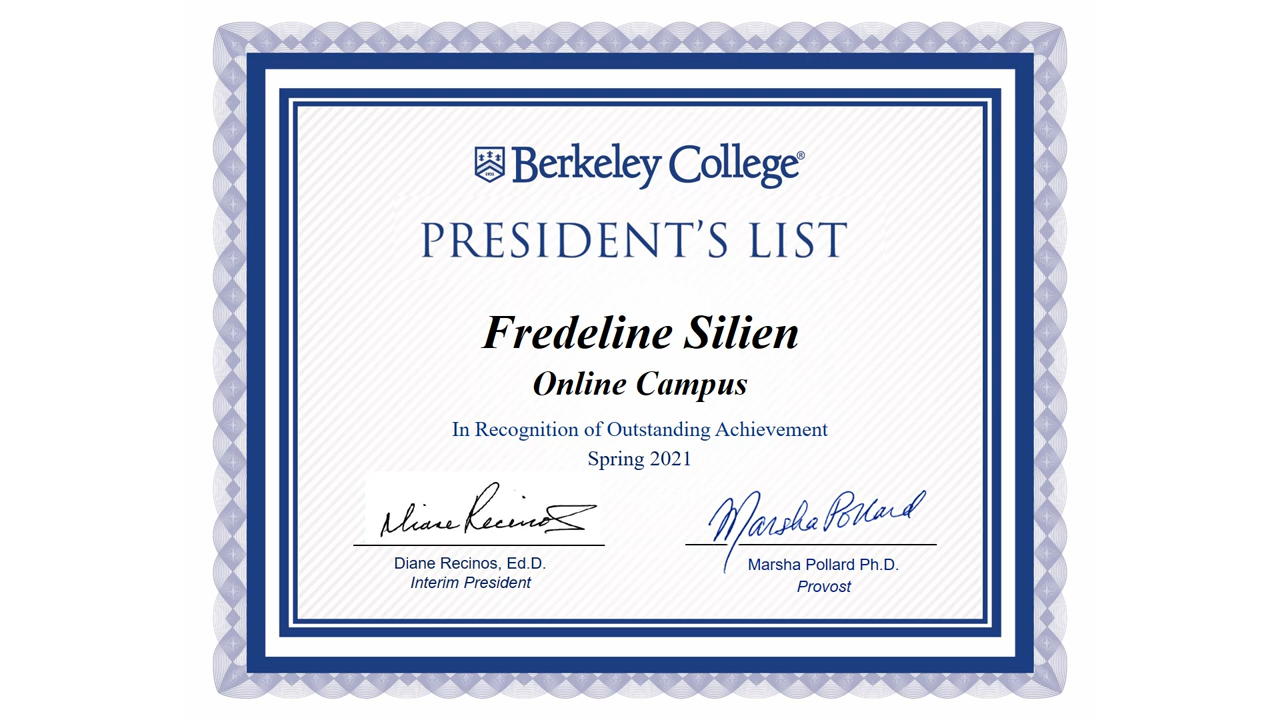 Berkeley College®
PRESIDENT'S LIST
Fredeline Silien
Online Campus
In Recognition of Outstanding Achievement
Spring 2021
Diane Recinos
Marsha Pollard
Diane Recinos, Ed.D.
Marsha Pollard Ph.D.
Interim President
Provost